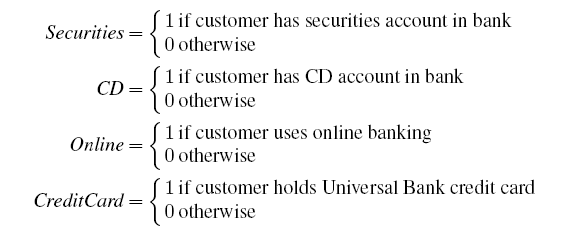 Securities = { 1 if customer has securities account in bank
0 otherwise
CD = { 1 if customer has CD account in bank
0 otherwise
Online = { 1 if customer uses online banking
0 otherwise
CreditCard = { 1 if customer holds Universal Bank credit card
0 otherwise